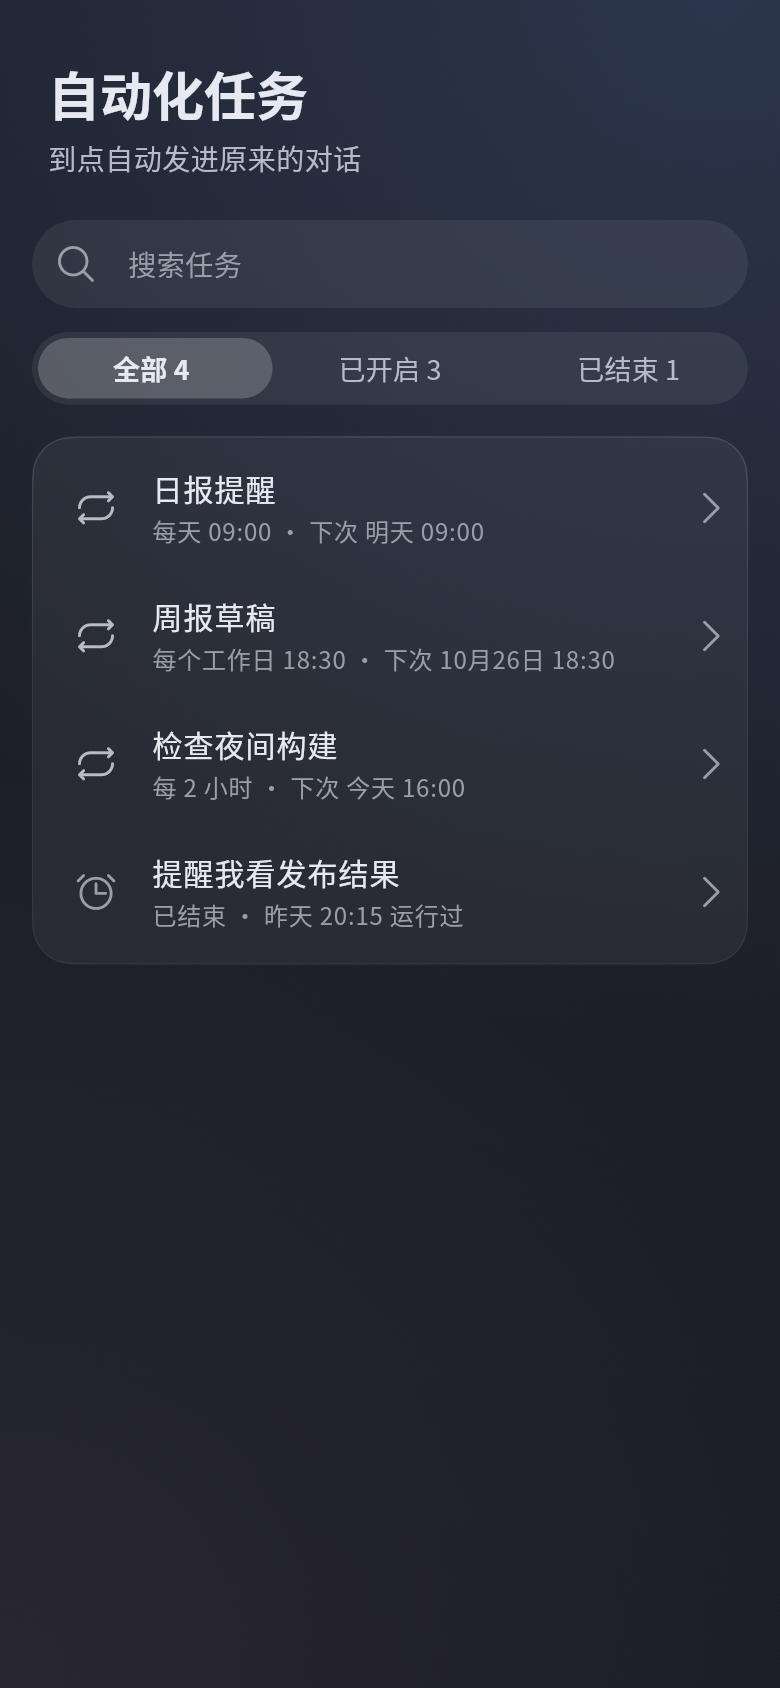 自动化任务
到点自动发进原来的对话
搜索任务
全部 4
已开启 3
已结束 1
日报提醒
每天 09:00 · 下次 明天 09:00
周报草稿
每个工作日 18:30 · 下次 10月26日 18:30
检查夜间构建
每 2 小时 · 下次 今天 16:00
提醒我看发布结果
已结束 · 昨天 20:15 运行过